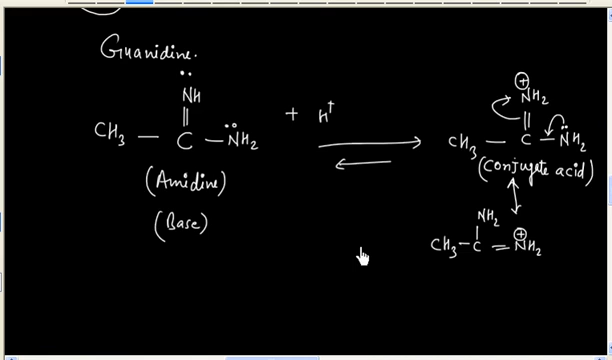 Guanidine.
NH
CH3 — C — NH2 + H+
(Amidine)
(Base)
⊕
NH2
CH3 — C — NH2
(Conjugate acid)
NH2
⊕
CH3 – C = NH2